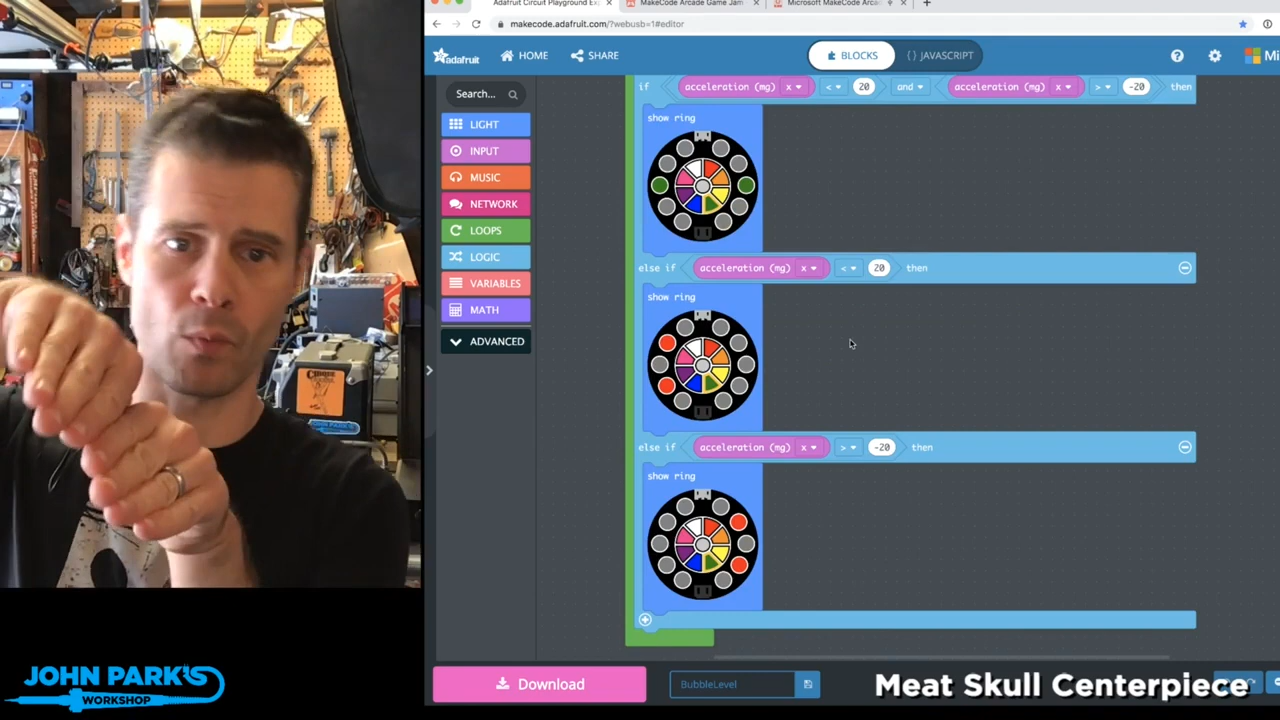 Adafruit Circuit Playground Ex
MakeCode Arcade Game Jam
Microsoft MakeCode Arcad
makecode.adafruit.com/?webusb=1#editor
adafruit
HOME
SHARE
BLOCKS
{} JAVASCRIPT
Mi
Search...
LIGHT
INPUT
MUSIC
NETWORK
LOOPS
LOGIC
VARIABLES
MATH
ADVANCED
if acceleration (mg) x < 20 and acceleration (mg) x > -20 then
show ring
else if acceleration (mg) x < 20 then
show ring
else if acceleration (mg) x > -20 then
show ring
Download
BubbleLevel
JOHN PARK'S
WORKSHOP
Meat Skull Centerpiece